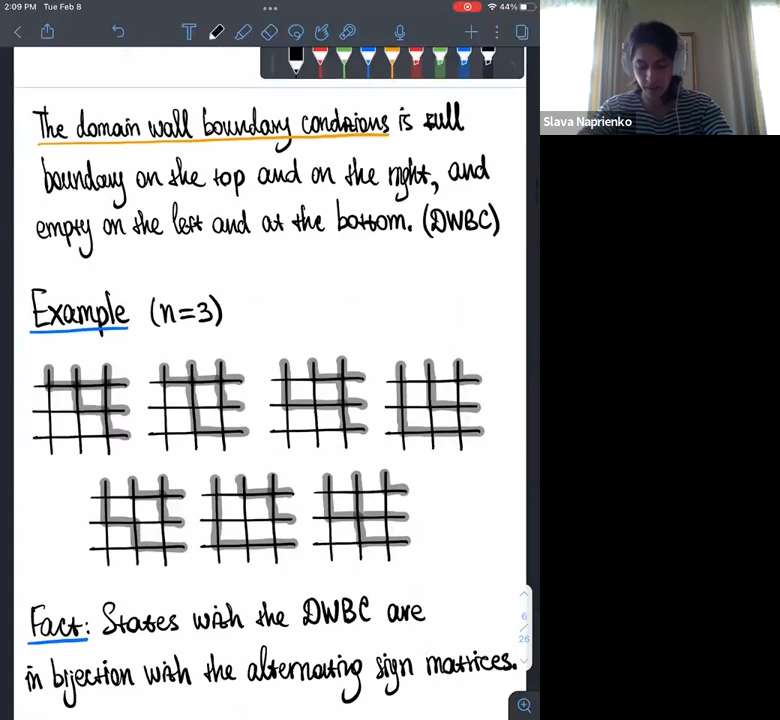 2:09 PM Tue Feb 8
44%
The domain wall boundary conditions is full
boundary on the top and on the right, and
empty on the left and at the bottom. (DWBC)
Slava Naprienko
Example (n=3)
Fact: States with the DWBC are
in bijection with the alternating sign matrices.
6
26